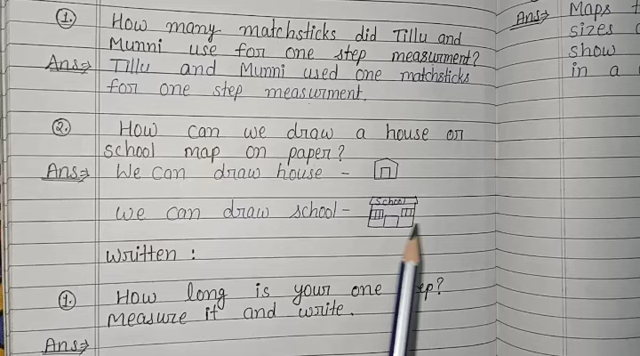 1. How many matchsticks did Tillu and
Munni use for one step measurment?
Ans⇒ Tillu and Munni used one matchsticks
for one step measurment.
2. How can we draw a house or
school map on paper?
Ans⇒ We can draw house -
we can draw school -
School
Written :
1. How long is your one ep?
Measure it and write.
Ans⇒
Ans⇒ Maps
sizes
show
in a